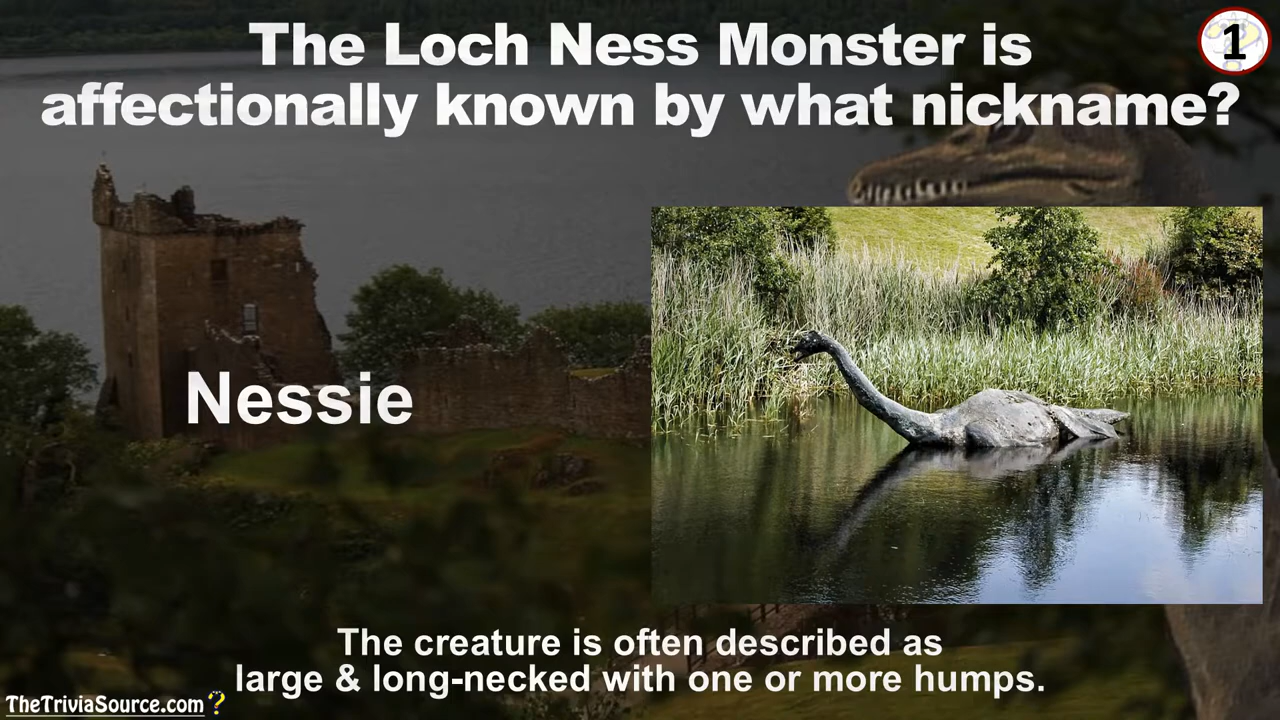 The Loch Ness Monster is
affectionally known by what nickname?
1
Nessie
The creature is often described as
large & long-necked with one or more humps.
TheTriviaSource.com?